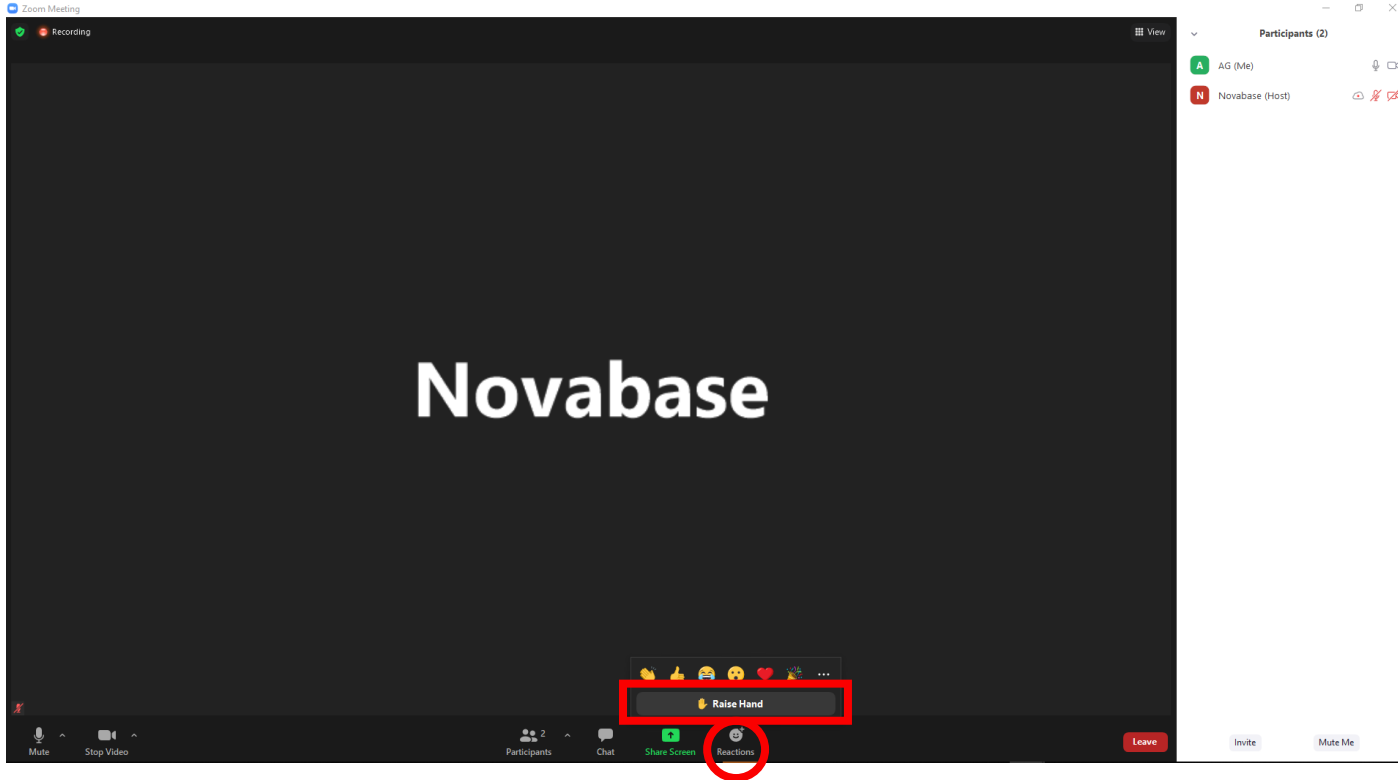 Zoom Meeting
Recording
View
Participants (2)
A AG (Me)
N Novabase (Host)
Novabase
Raise Hand
Mute
Stop Video
2
Participants
Chat
Share Screen
Reactions
Leave
Invite
Mute Me